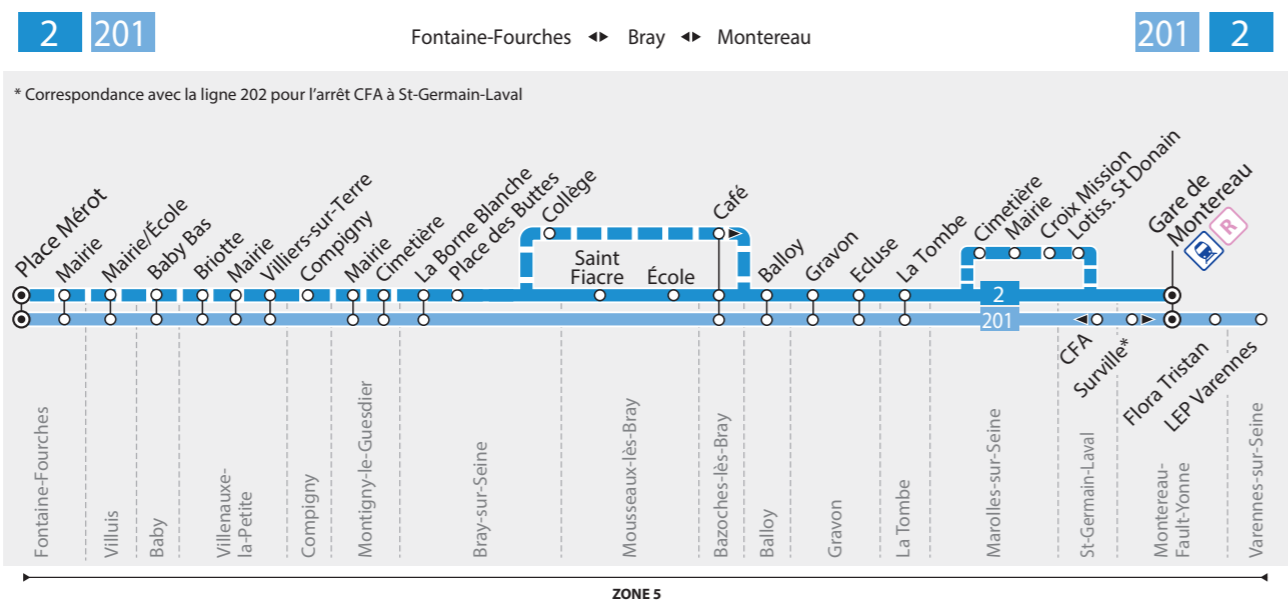 2 201
Fontaine-Fourches ◄► Bray ◄► Montereau
201 2
* Correspondance avec la ligne 202 pour l'arrêt CFA à St-Germain-Laval
Place Mérot
Mairie
Mairie/École
Baby Bas
Briotte
Mairie
Villiers-sur-Terre
Compigny
Mairie
Cimetière
La Borne Blanche
Place des Buttes
Collège
Saint
Fiacre
École
Café
Balloy
Gravon
Ecluse
La Tombe
Cimetière
Mairie
Croix Mission
Lotiss. St Donain
Gare de
Montereau
R
2
201
CFA
Surville*
Flora Tristan
LEP Varennes
Fontaine-Fourches
Villuis
Baby
Villenauxe-
la-Petite
Compigny
Montigny-le-Guesdier
Bray-sur-Seine
Mousseaux-lès-Bray
Bazoches-lès-Bray
Balloy
Gravon
La Tombe
Marolles-sur-Seine
St-Germain-Laval
Montereau-
Fault-Yonne
Varennes-sur-Seine
ZONE 5